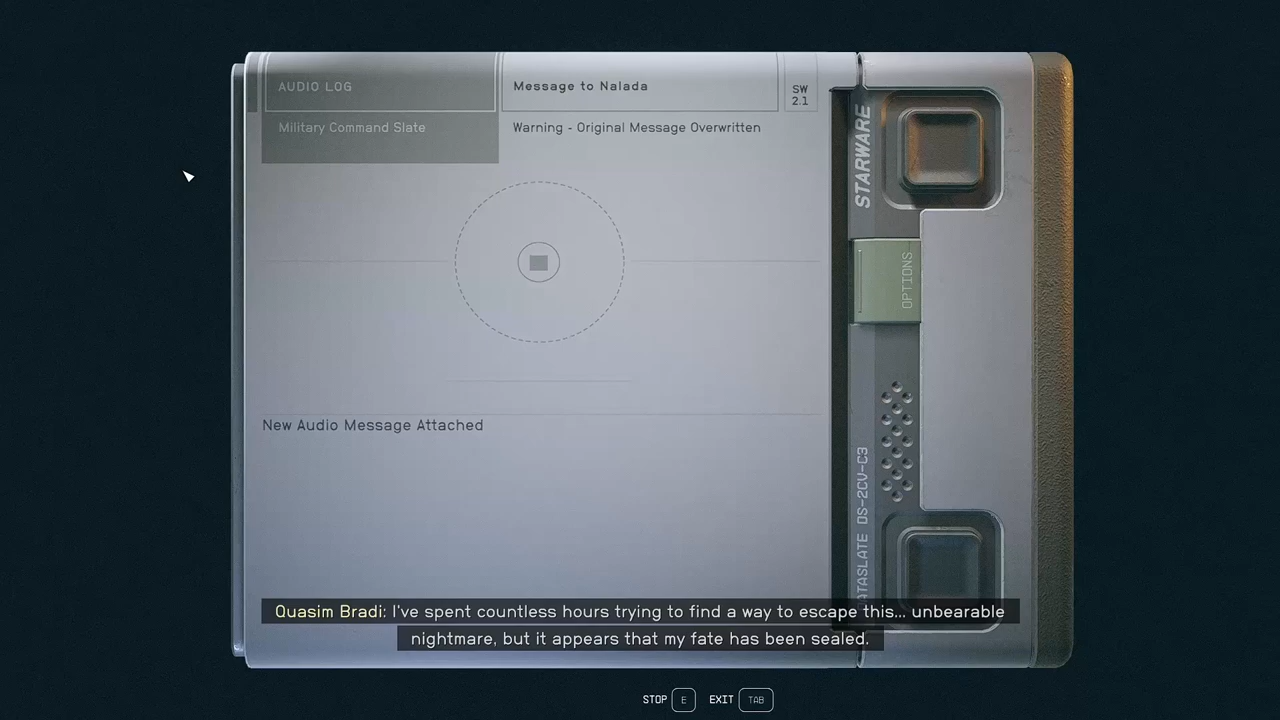 AUDIO LOG
Message to Nalada
SW
2.1
Military Command Slate
Warning - Original Message Overwritten
STARWARE
OPTIONS
New Audio Message Attached
DATASLATE DS-2CV-C3
Quasim Bradi: I've spent countless hours trying to find a way to escape this... unbearable
nightmare, but it appears that my fate has been sealed.
STOP E EXIT TAB